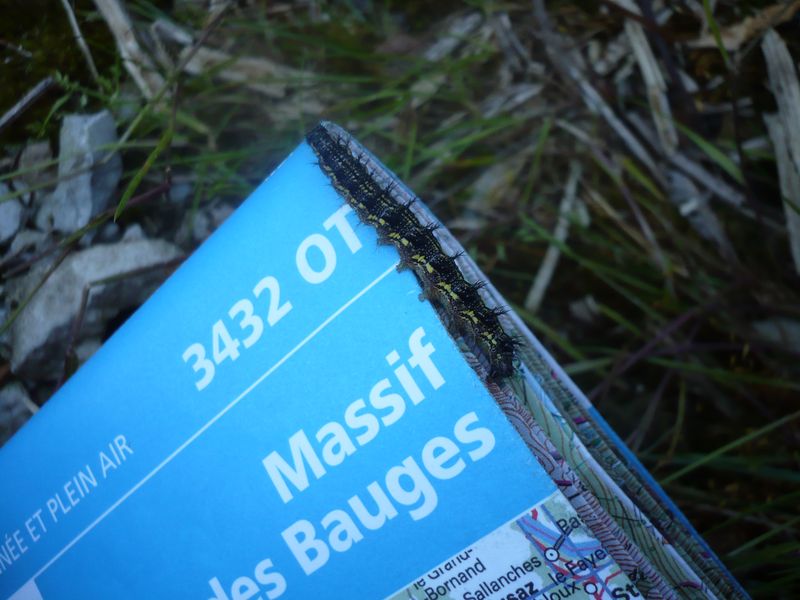 3432 OT
NÉE ET PLEIN AIR
Massif
des Bauges
le Grand-
Bornand
Sallanches